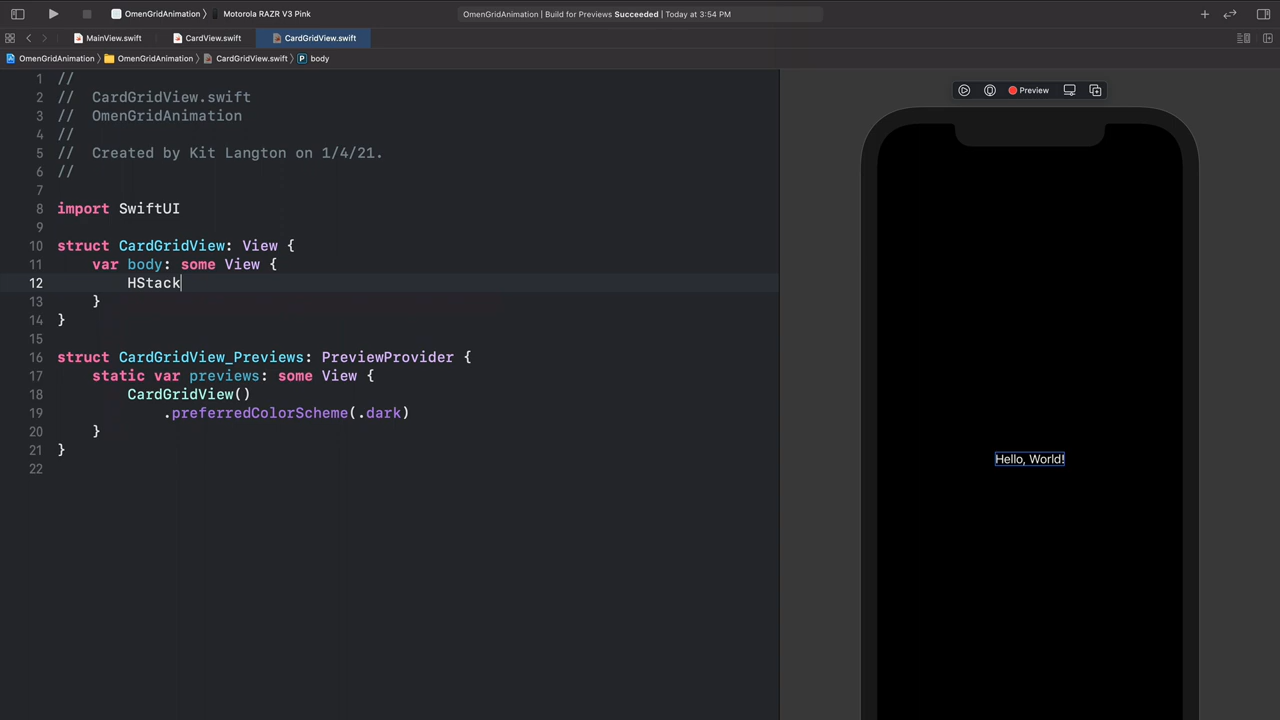 OmenGridAnimation 〉 Motorola RAZR V3 Pink
OmenGridAnimation | Build for Previews Succeeded | Today at 3:54 PM
MainView.swift
CardView.swift
CardGridView.swift
OmenGridAnimation 〉 OmenGridAnimation 〉 CardGridView.swift 〉 P body
1 //
2 //  CardGridView.swift
3 //  OmenGridAnimation
4 //
5 //  Created by Kit Langton on 1/4/21.
6 //
7
8 import SwiftUI
9
10 struct CardGridView: View {
11     var body: some View {
12         HStack
13     }
14 }
15
16 struct CardGridView_Previews: PreviewProvider {
17     static var previews: some View {
18         CardGridView()
19             .preferredColorScheme(.dark)
20     }
21 }
22
Preview
Hello, World!